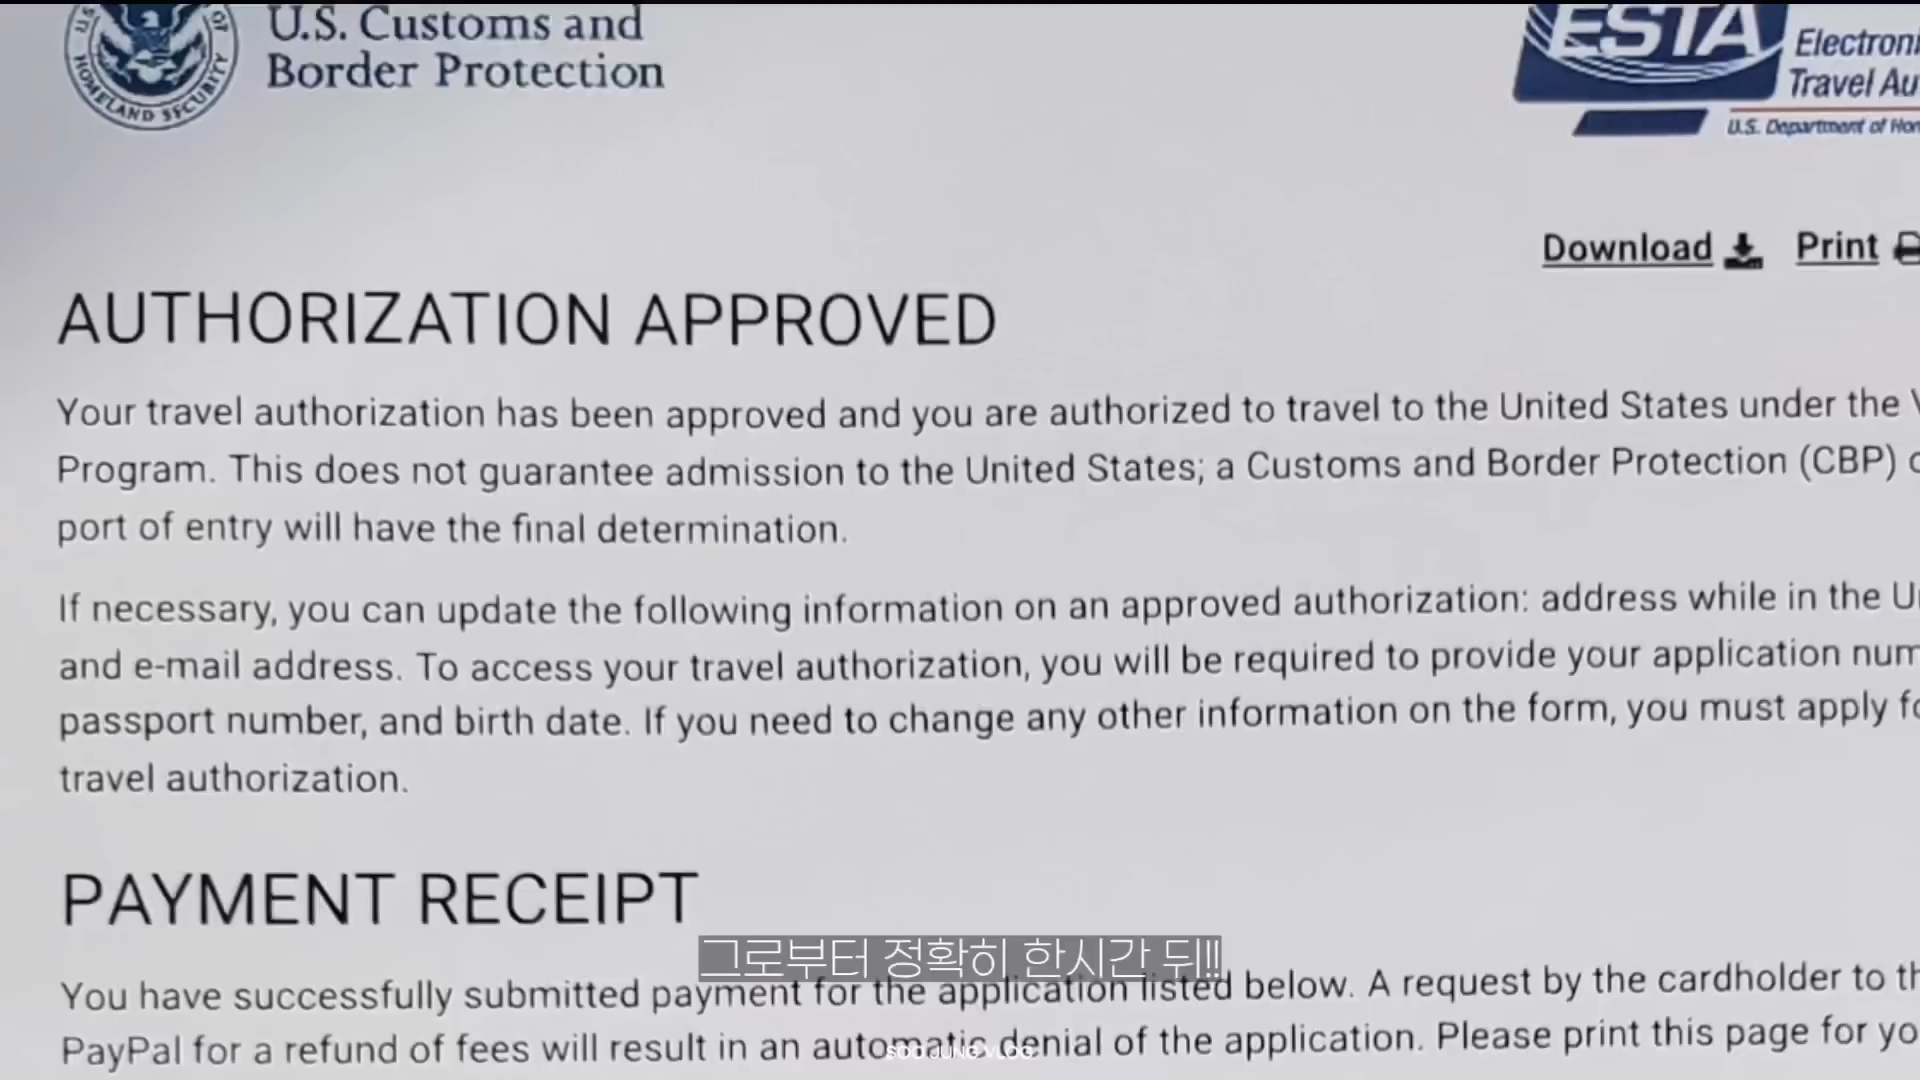 U.S. Customs and
Border Protection
HOMELAND SECURITY
ESTA
Electroni
Travel Au
U.S. Department of Hom
Download
Print
AUTHORIZATION APPROVED
Your travel authorization has been approved and you are authorized to travel to the United States under the V
Program. This does not guarantee admission to the United States; a Customs and Border Protection (CBP) o
port of entry will have the final determination.
If necessary, you can update the following information on an approved authorization: address while in the Un
and e-mail address. To access your travel authorization, you will be required to provide your application num
passport number, and birth date. If you need to change any other information on the form, you must apply fo
travel authorization.
PAYMENT RECEIPT
그로부터 정확히 한시간 뒤!!
You have successfully submitted payment for the application listed below. A request by the cardholder to th
PayPal for a refund of fees will result in an automatic denial of the application. Please print this page for yo
SOO JUNG VLOG